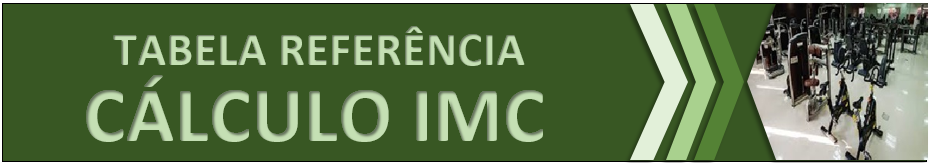 TABELA REFERÊNCIA
CÁLCULO IMC